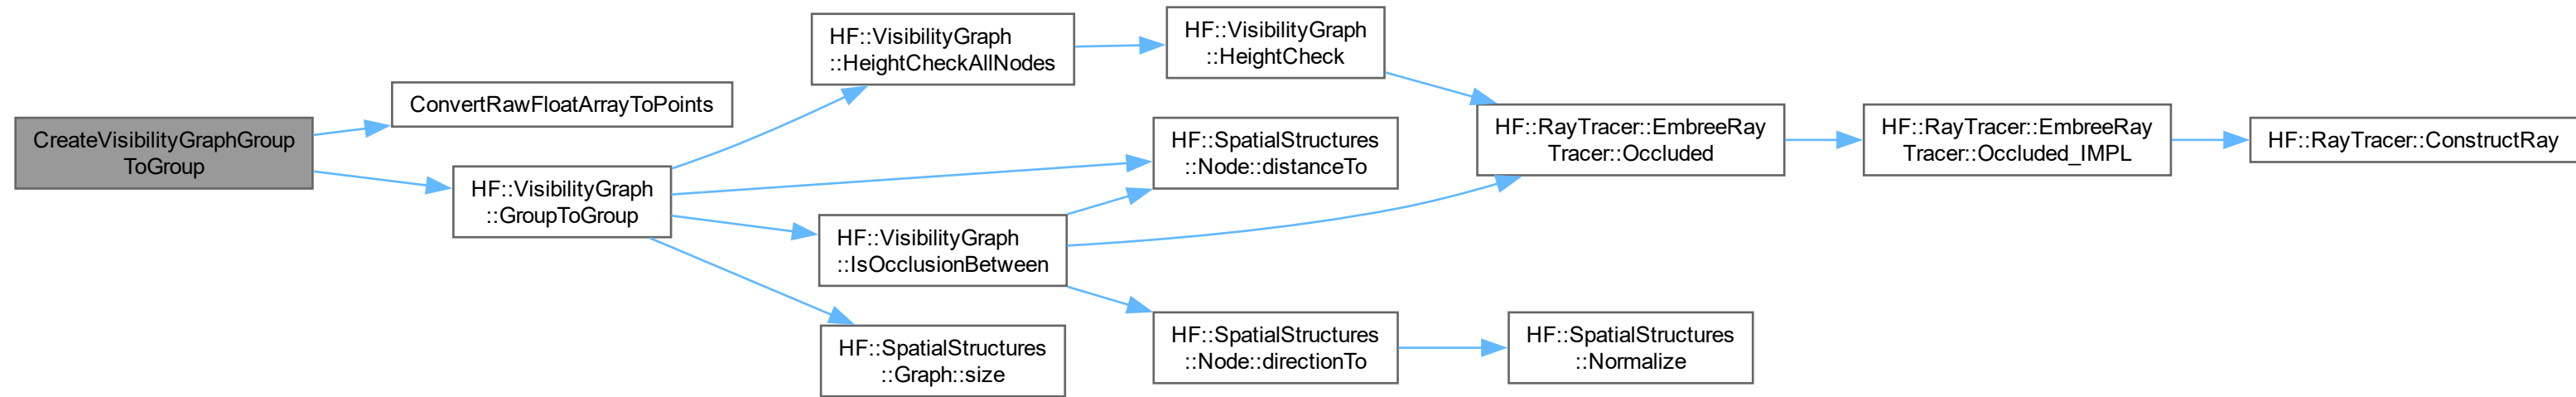 CreateVisibilityGraphGroup
ToGroup
ConvertRawFloatArrayToPoints
HF::VisibilityGraph
::GroupToGroup
HF::VisibilityGraph
::HeightCheckAllNodes
HF::VisibilityGraph
::HeightCheck
HF::SpatialStructures
::Node::distanceTo
HF::VisibilityGraph
::IsOcclusionBetween
HF::SpatialStructures
::Graph::size
HF::SpatialStructures
::Node::directionTo
HF::SpatialStructures
::Normalize
HF::RayTracer::EmbreeRay
Tracer::Occluded
HF::RayTracer::EmbreeRay
Tracer::Occluded_IMPL
HF::RayTracer::ConstructRay